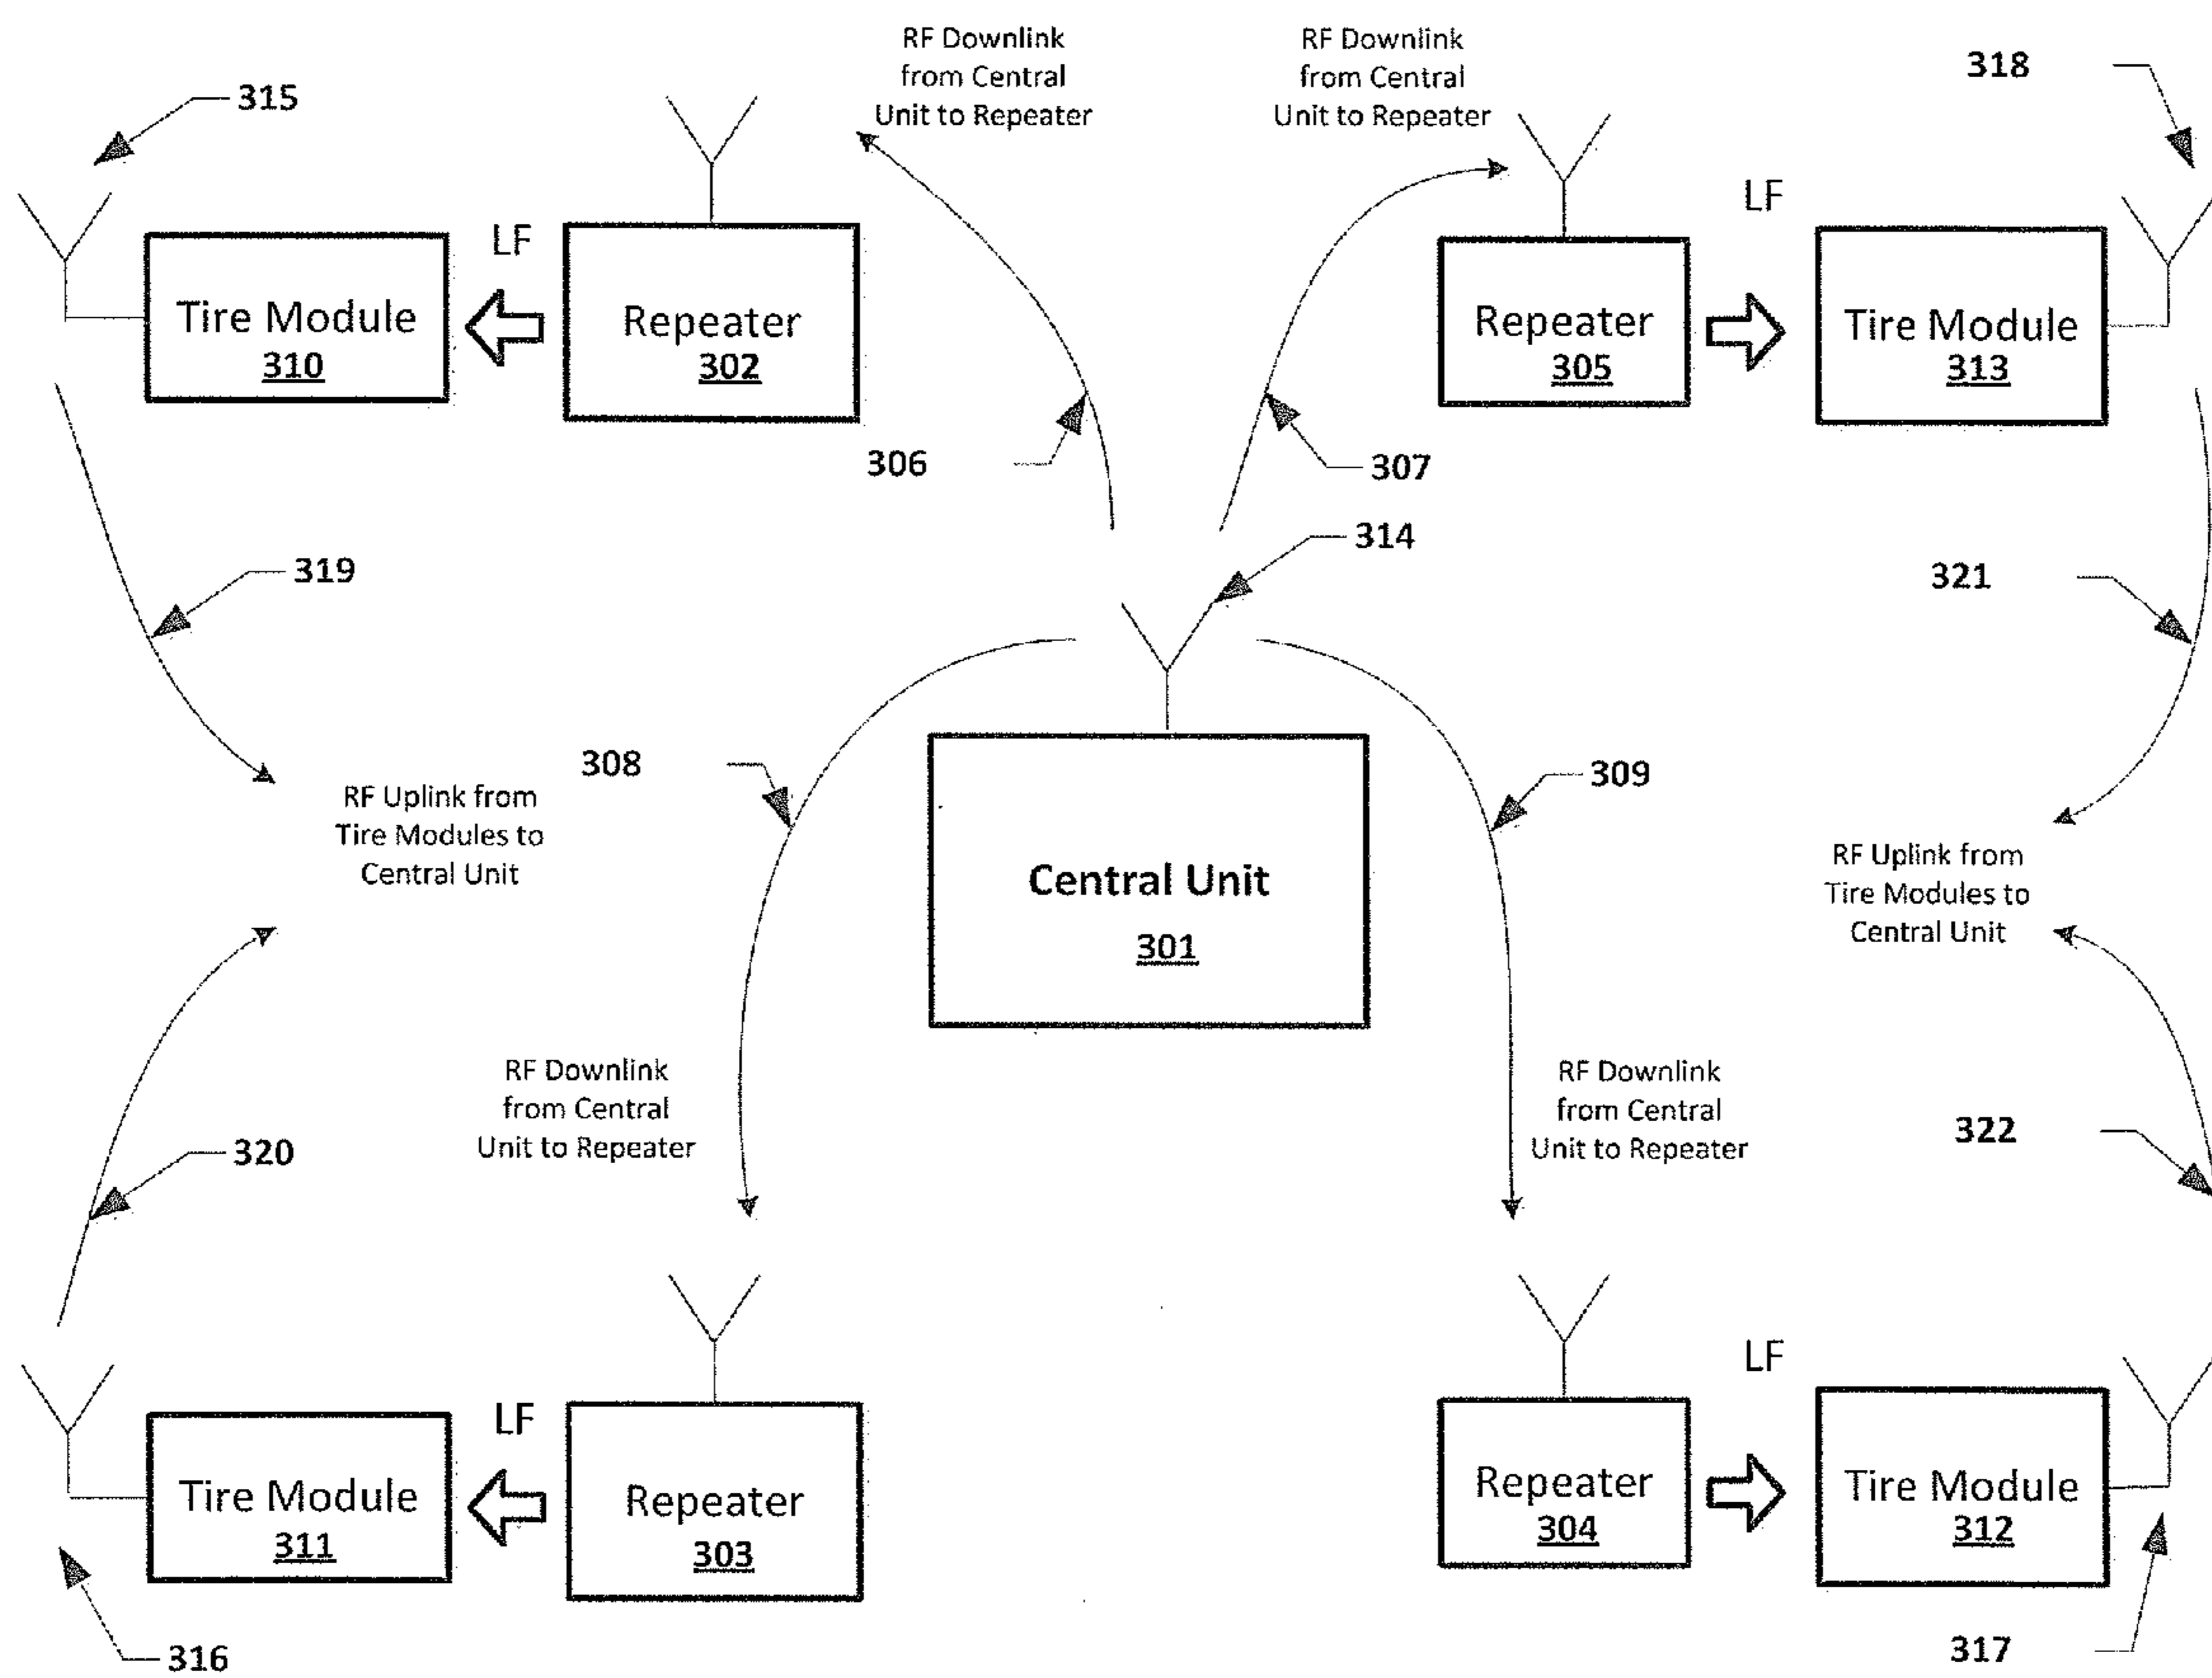 RF Downlink
from Central
Unit to Repeater
RF Downlink
from Central
Unit to Repeater
315
318
LF
LF
Tire Module
310
Repeater
302
Repeater
305
Tire Module
313
306
307
314
319
321
308
309
RF Uplink from
Tire Modules to
Central Unit
Central Unit
301
RF Uplink from
Tire Modules to
Central Unit
RF Downlink
from Central
Unit to Repeater
RF Downlink
from Central
Unit to Repeater
320
322
LF
LF
Tire Module
311
Repeater
303
Repeater
304
Tire Module
312
316
317